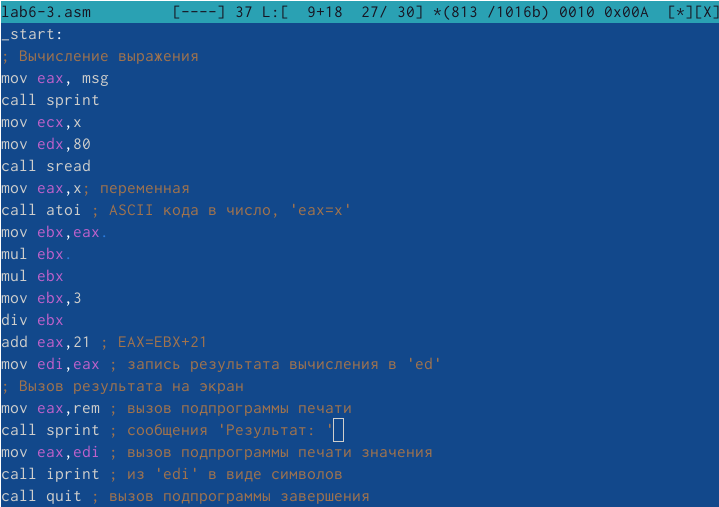 lab6-3.asm [----] 37 L:[ 9+18 27/ 30] *(813 /1016b) 0010 0x00A [*][X]
_start:
; Вычисление выражения
mov eax, msg
call sprint
mov ecx,x
mov edx,80
call sread
mov eax,x; переменная
call atoi ; ASCII кода в число, 'eax=x'
mov ebx,eax.
mul ebx.
mul ebx
mov ebx,3
div ebx
add eax,21 ; EAX=EBX+21
mov edi,eax ; запись результата вычисления в 'ed'
; Вызов результата на экран
mov eax,rem ; вызов подпрограммы печати
call sprint ; сообщения 'Результат: '
mov eax,edi ; вызов подпрограммы печати значения
call iprint ; из 'edi' в виде символов
call quit ; вызов подпрограммы завершения